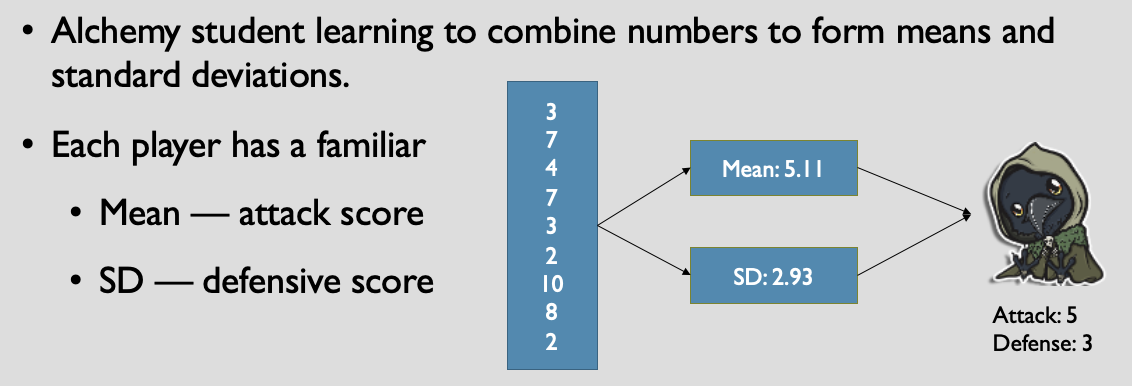 • Alchemy student learning to combine numbers to form means and
standard deviations.
• Each player has a familiar
• Mean — attack score
• SD — defensive score
3
7
4
7
3
2
10
8
2
Mean: 5.11
SD: 2.93
Attack: 5
Defense: 3